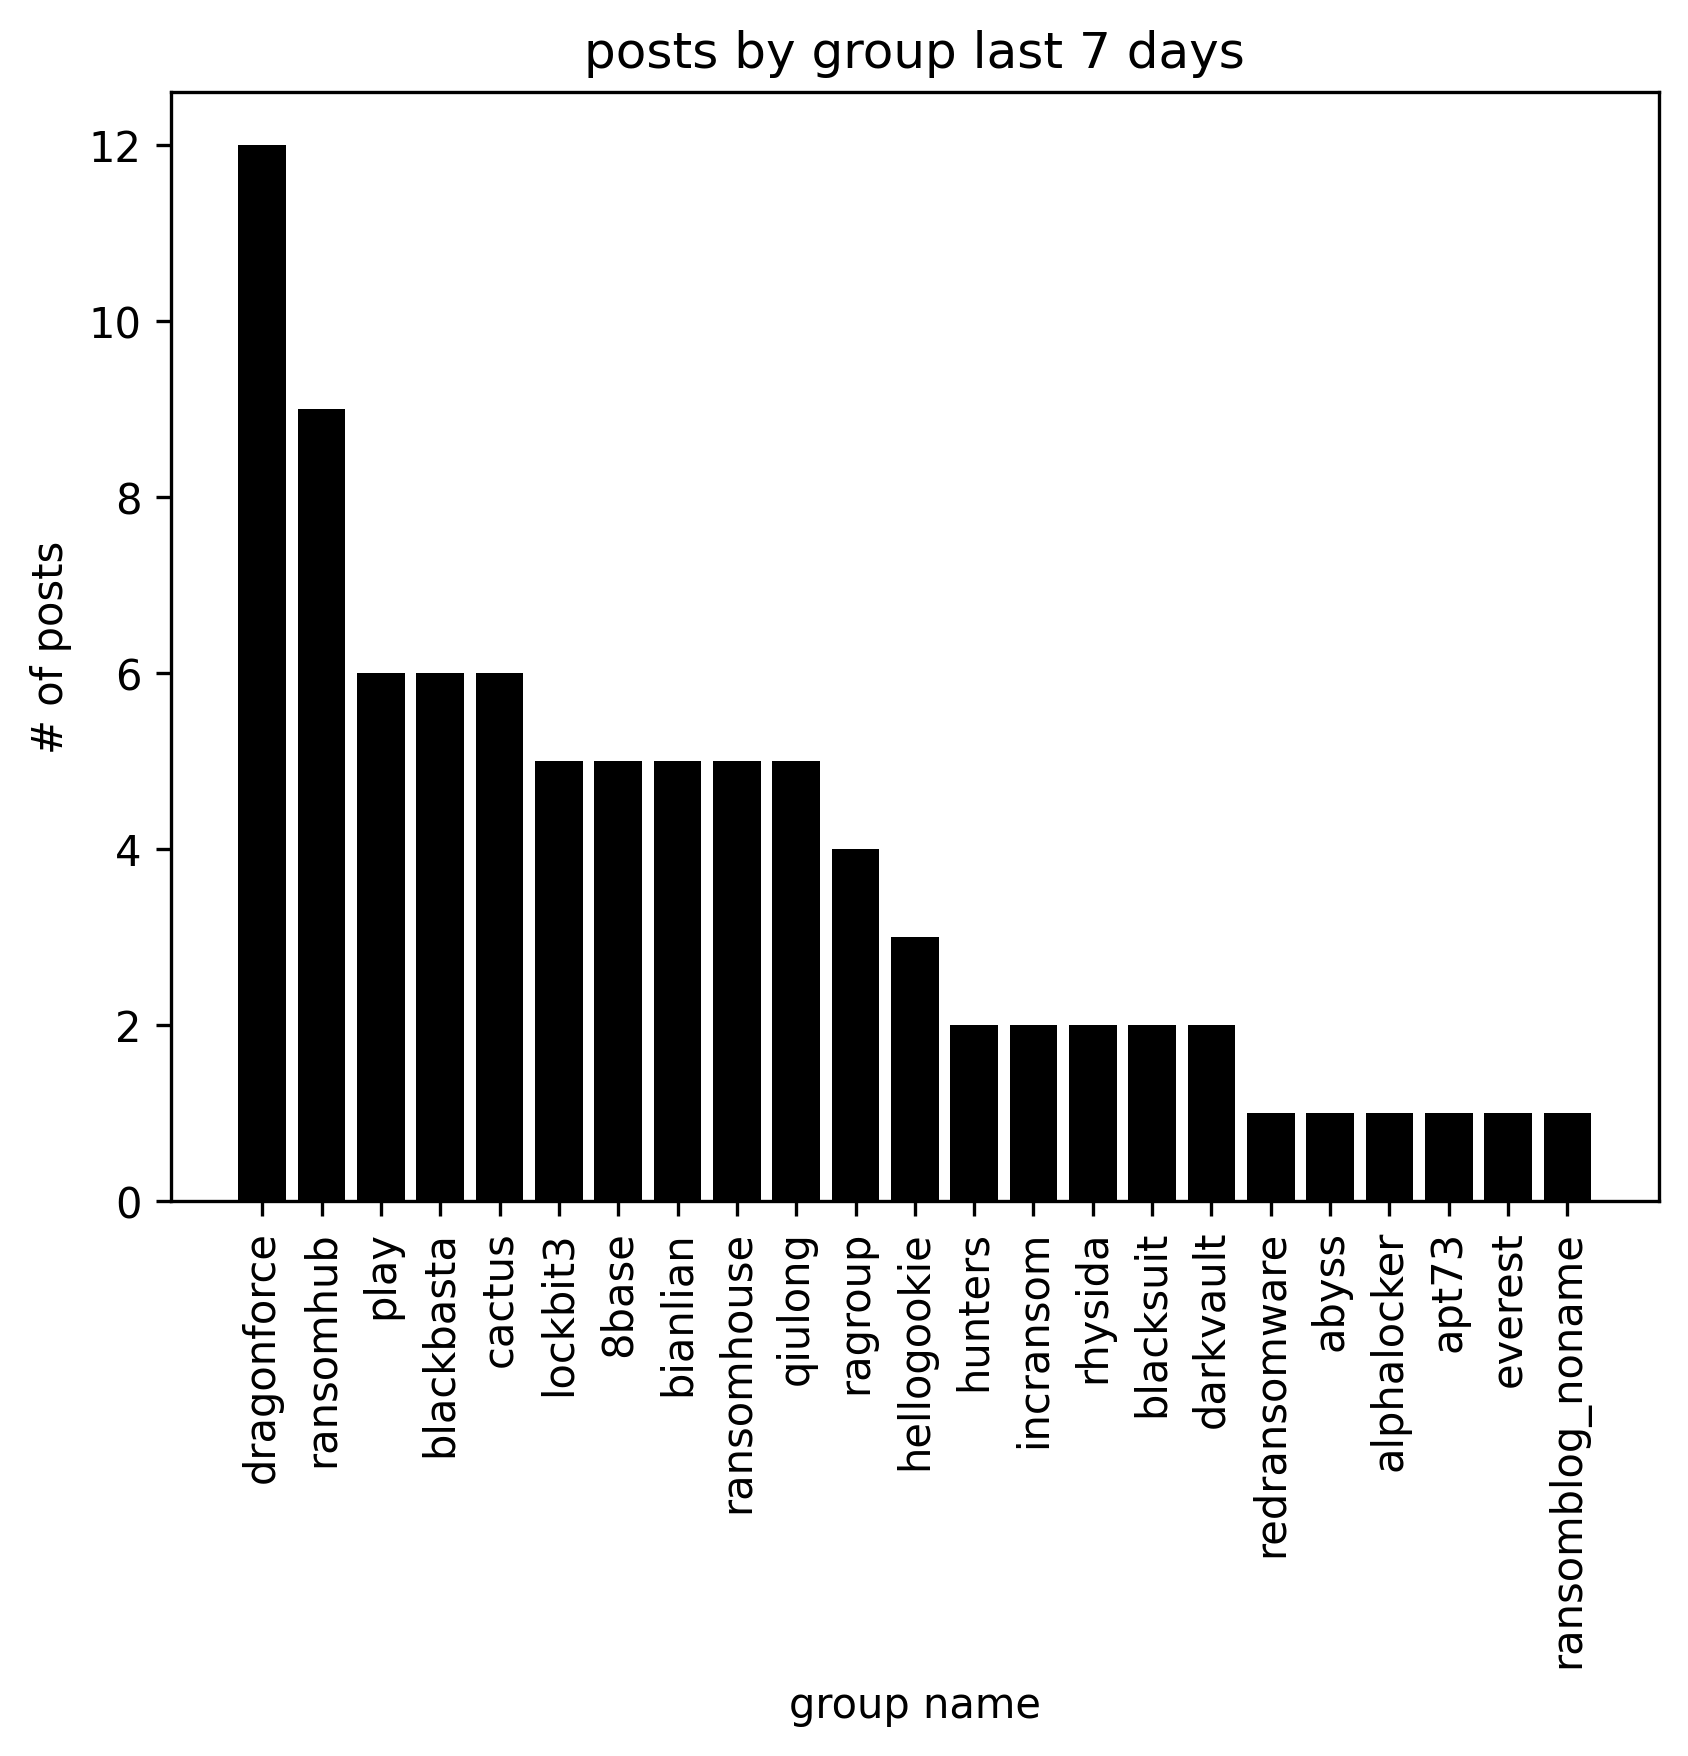 posts by group last 7 days
# of posts
12
10
8
6
4
2
0
dragonforce
ransomhub
play
blackbasta
cactus
lockbit3
8base
bianlian
ransomhouse
qiulong
ragroup
hellogookie
hunters
incransom
rhysida
blacksuit
darkvault
redransomware
abyss
alphalocker
apt73
everest
ransomblog_noname
group name